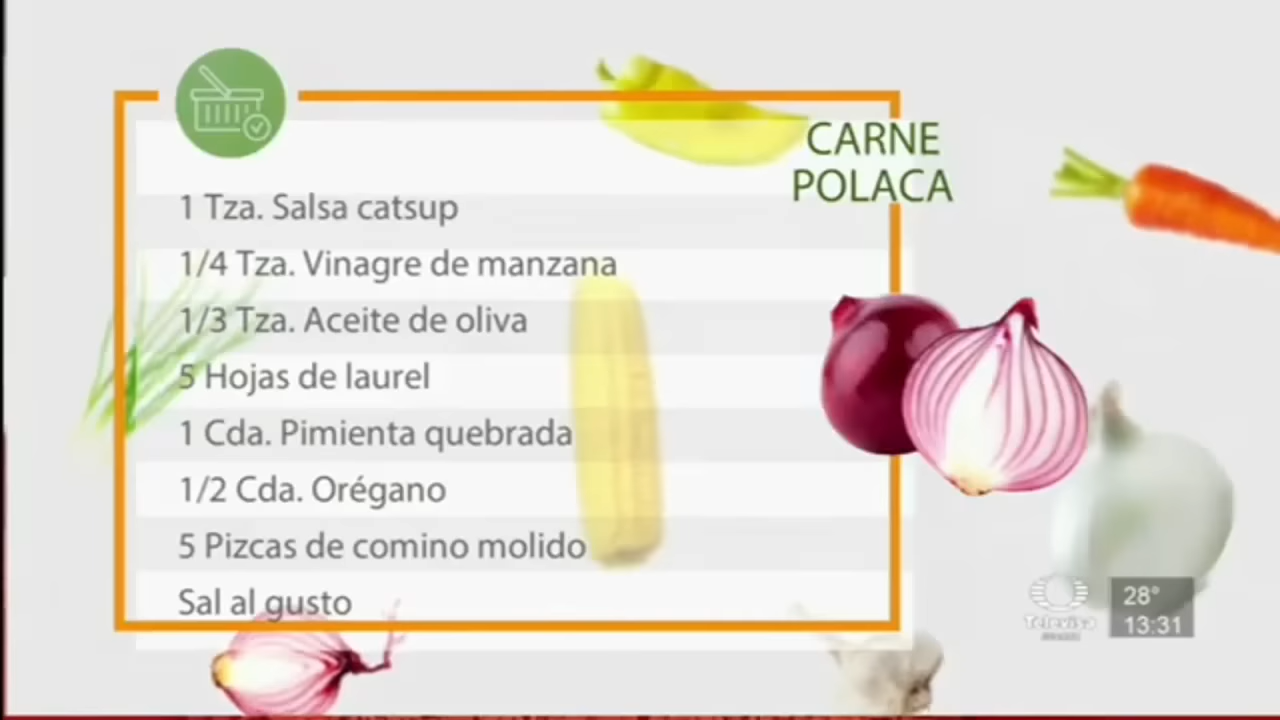 CARNE
POLACA
1 Tza. Salsa catsup
1/4 Tza. Vinagre de manzana
1/3 Tza. Aceite de oliva
5 Hojas de laurel
1 Cda. Pimienta quebrada
1/2 Cda. Orégano
5 Pizcas de comino molido
Sal al gusto
Televisa
28°
13:31